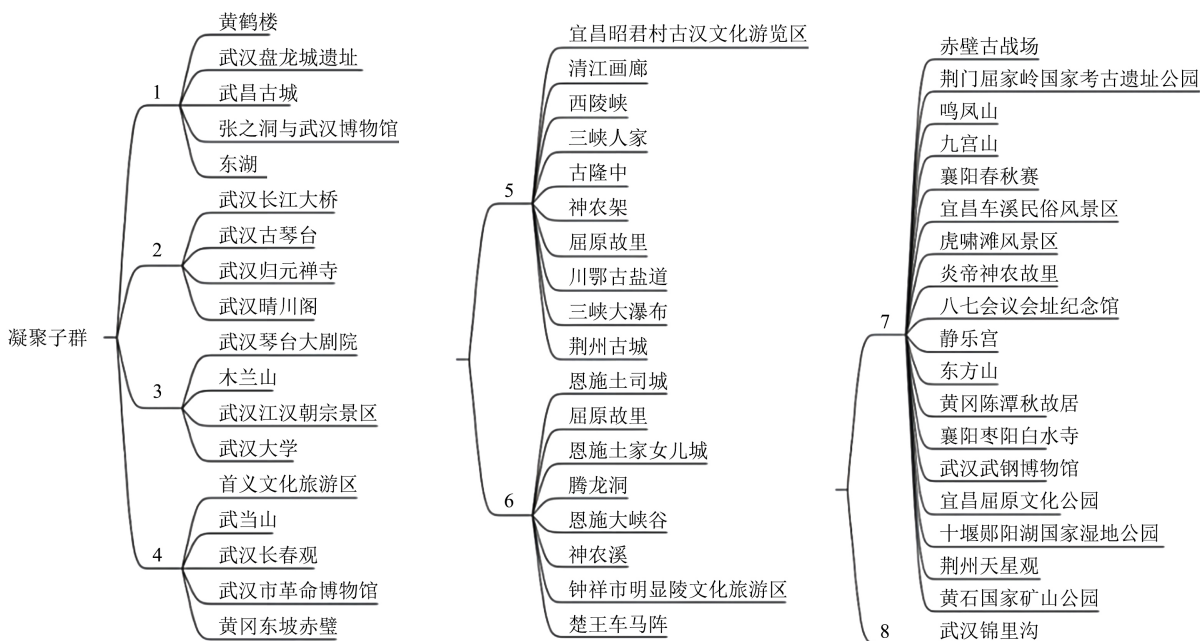 凝聚子群
1
黄鹤楼
武汉盘龙城遗址
武昌古城
张之洞与武汉博物馆
东湖
2
武汉长江大桥
武汉古琴台
武汉归元禅寺
武汉晴川阁
3
武汉琴台大剧院
木兰山
武汉江汉朝宗景区
武汉大学
4
首义文化旅游区
武当山
武汉长春观
武汉市革命博物馆
黄冈东坡赤壁
5
宜昌昭君村古汉文化游览区
清江画廊
西陵峡
三峡人家
古隆中
神农架
屈原故里
川鄂古盐道
三峡大瀑布
荆州古城
6
恩施土司城
屈原故里
恩施土家女儿城
腾龙洞
恩施大峡谷
神农溪
钟祥市明显陵文化旅游区
楚王车马阵
7
赤壁古战场
荆门屈家岭国家考古遗址公园
鸣凤山
九宫山
襄阳春秋赛
宜昌车溪民俗风景区
虎啸滩风景区
炎帝神农故里
八七会议会址纪念馆
静乐宫
东方山
黄冈陈潭秋故居
襄阳枣阳白水寺
武汉武钢博物馆
宜昌屈原文化公园
十堰郧阳湖国家湿地公园
荆州天星观
黄石国家矿山公园
8
武汉锦里沟